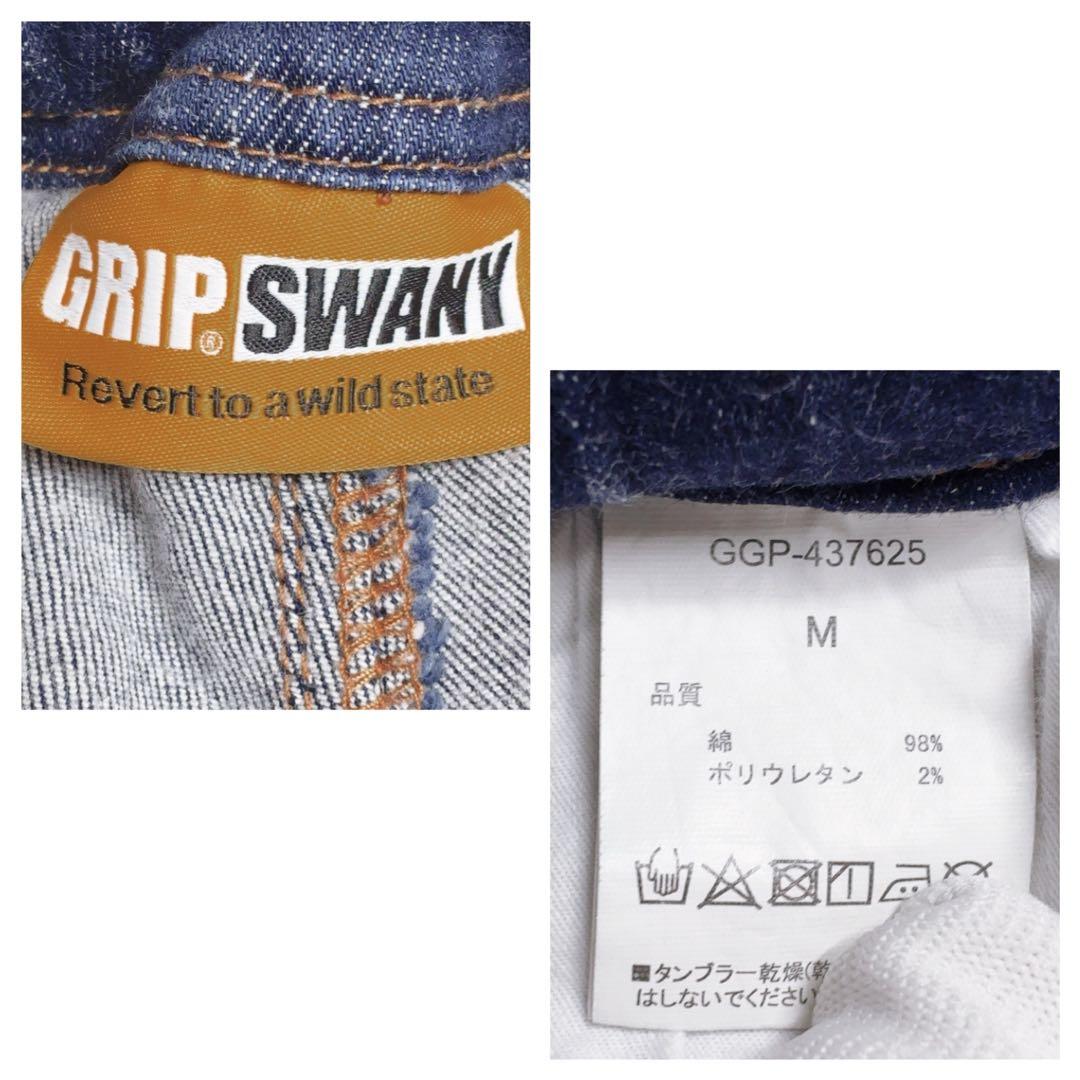 GRIP® SWANY
Revert to a wild state
GGP-437625
M
品質
綿 98%
ポリウレタン 2%
タンブラー乾燥(乾
はしないでください